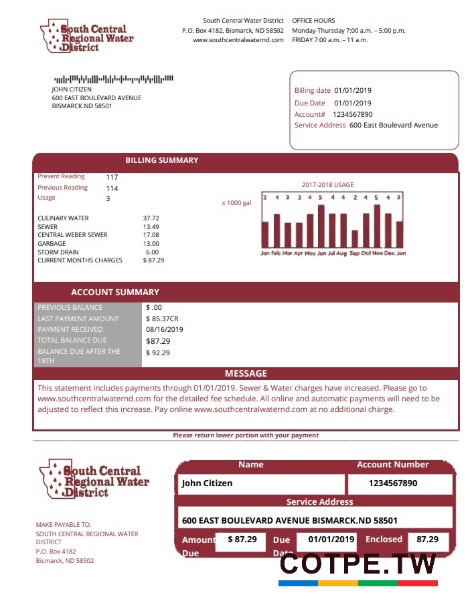 South Central
Regional Water
District
South Central Water District
P.O. Box 4182, Bismarck, ND 58501
www.southcentralwaternd.com
OFFICE HOURS
Monday-Thursday 7:00 a.m. – 5:00 p.m.
FRIDAY 7:00 a.m. – 11 a.m.
JOHN CITIZEN
600 EAST BOULEVARD AVENUE
BISMARCK.ND 58501
Billing date 01/01/2019
Due Date 01/01/2019
Account# 1234567890
Service Address 600 East Boulevard Avenue
BILLING SUMMARY
Present Reading 117
Previous Reading 114
Usage 3
x 1000 gal
CULINARY WATER 37.72
SEWER 13.49
CENTRAL WEBER SEWER 17.08
GARBAGE 13.00
STORM DRAIN 6.00
CURRENT MONTHS CHARGES $ 87.29
2017-2018 USAGE
3 4 3 3 4 5 4 2 4 5 4 3
Jan Feb Mar Apr May Jun Jul Aug Sep Oct Nov Dec Jan
ACCOUNT SUMMARY
PREVIOUS BALANCE $ .00
LAST PAYMENT AMOUNT $ 85.37CR
PAYMENT RECEIVED 08/16/2019
TOTAL BALANCE DUE $87.29
BALANCE DUE AFTER THE $ 92.29
18TH
MESSAGE
This statement includes payments through 01/01/2019. Sewer & Water charges have increased. Please go to
www.southcentralwaternd.com for the detailed fee schedule. All online and automatic payments will need to be
adjusted to reflect this increase. Pay online www.southcentralwaternd.com at no additional charge.
Please return lower portion with your payment
South Central
Regional Water
District
MAKE PAYABLE TO:
SOUTH CENTRAL REGIONAL WATER
DISTRICT
P.O. Box 4182
Bismarck, ND 58502
Name Account Number
John Citizen 1234567890
Service Address
600 EAST BOULEVARD AVENUE BISMARCK.ND 58501
Amount Due $ 87.29 Due Date 01/01/2019 Enclosed 87.29
COTPE.TW